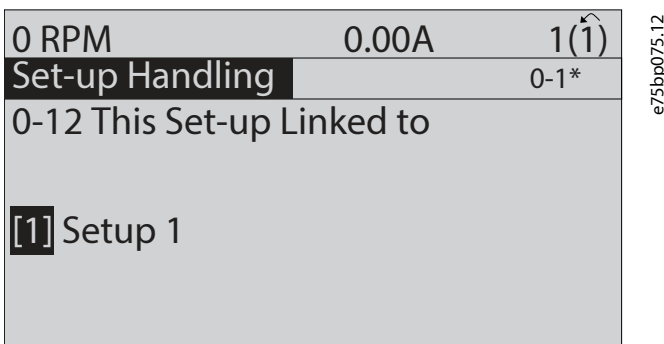 0 RPM 0.00A 1(1)
Set-up Handling 0-1*
0-12 This Set-up Linked to
[1] Setup 1
e75bp075.12